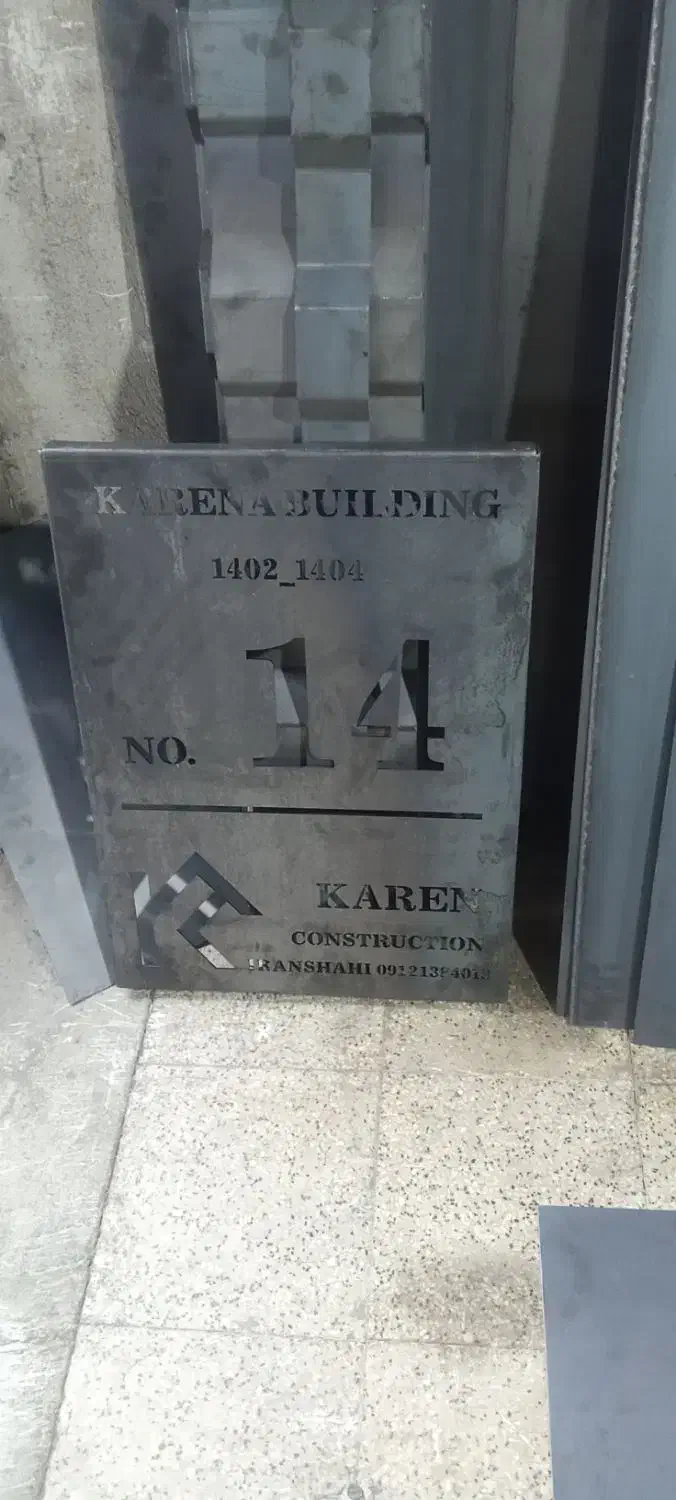 KARENA BUILDING
1402_1404
NO. 14
KAREN
CONSTRUCTION
IRANSHAHI